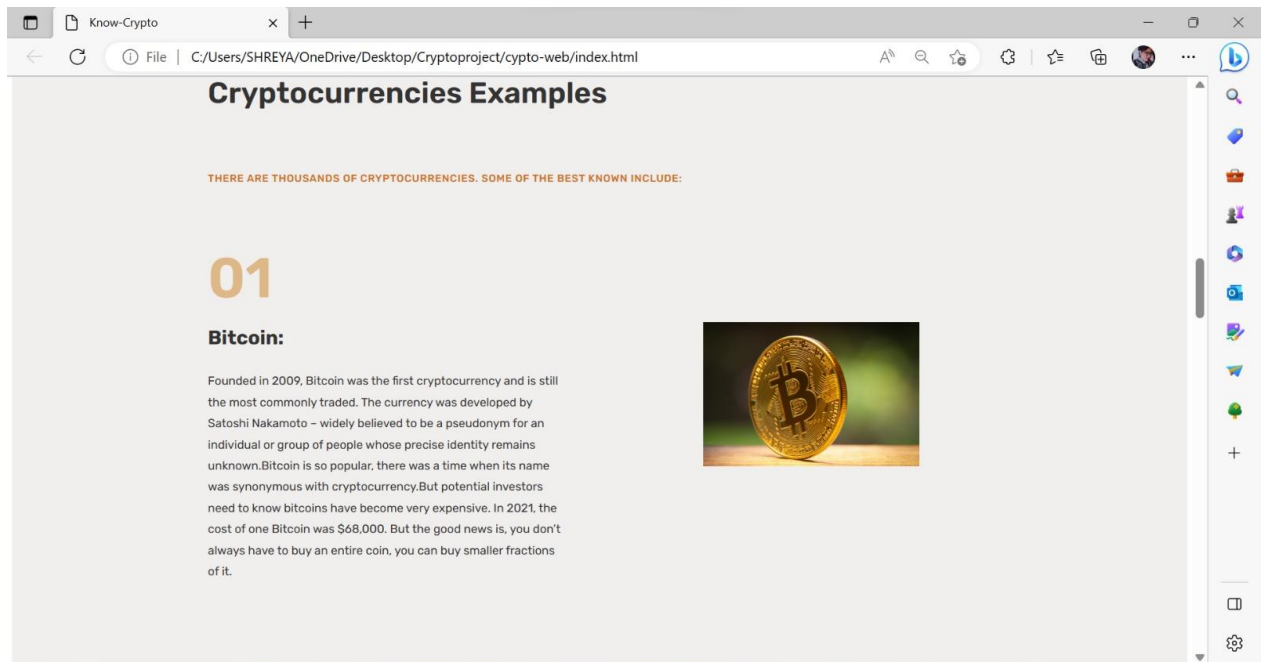 Know-Crypto
File
C:/Users/SHREYA/OneDrive/Desktop/Cryptoproject/cypto-web/index.html
Cryptocurrencies Examples
THERE ARE THOUSANDS OF CRYPTOCURRENCIES. SOME OF THE BEST KNOWN INCLUDE:
01
Bitcoin:
Founded in 2009, Bitcoin was the first cryptocurrency and is still
the most commonly traded. The currency was developed by
Satoshi Nakamoto – widely believed to be a pseudonym for an
individual or group of people whose precise identity remains
unknown.Bitcoin is so popular, there was a time when its name
was synonymous with cryptocurrency.But potential investors
need to know bitcoins have become very expensive. In 2021, the
cost of one Bitcoin was $68,000. But the good news is, you don't
always have to buy an entire coin, you can buy smaller fractions
of it.